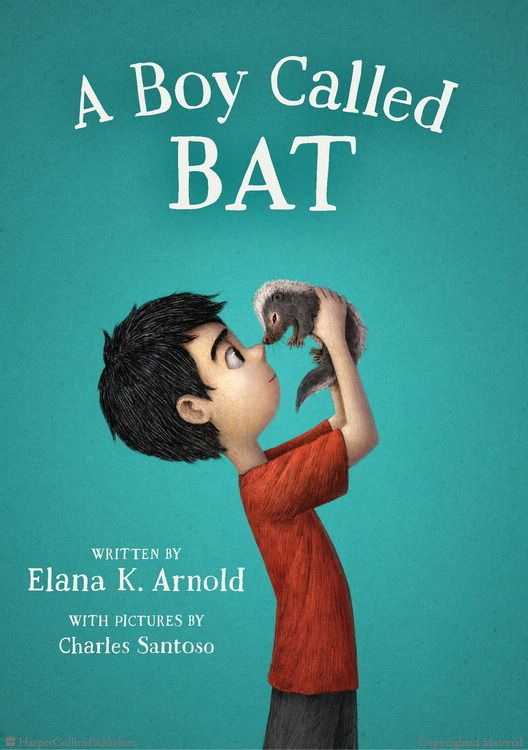 A Boy Called
BAT
WRITTEN BY
Elana K. Arnold
WITH PICTURES BY
Charles Santoso
HarperCollinsPublishers
Copyrighted Material